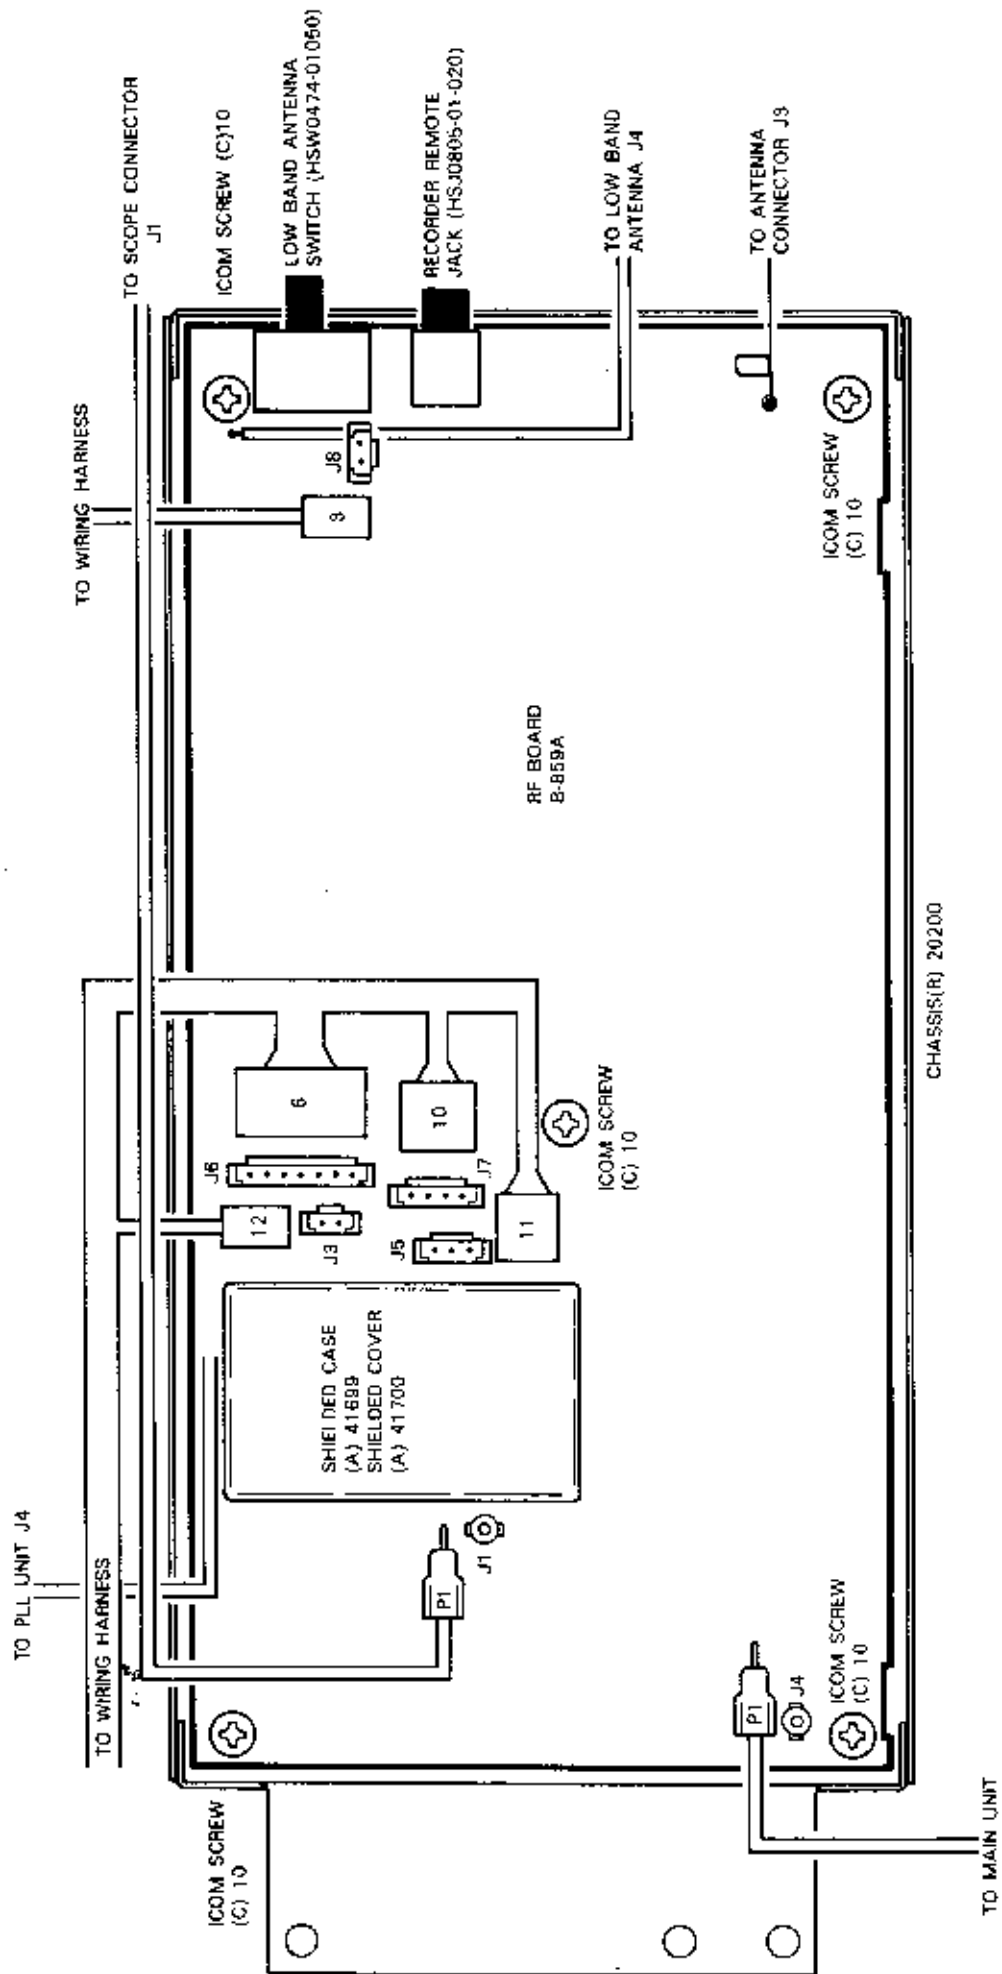 TO PLL UNIT J4
TO WIRING HARNESS
TO WIRING HARNESS
TO SCOPE CONNECTOR
J1
ICOM SCREW (C)10
LOW BAND ANTENNA
SWITCH (HSW0474-01060)
RECORDER REMOTE
JACK (HSJ0805-01-020)
TO LOW BAND
ANTENNA J4
TO ANTENNA
CONNECTOR J3
ICOM SCREW
(C) 10
J8
9
RF BOARD
B-859A
J6
6
12
J3
10
J7
J5
11
ICOM SCREW
(C) 10
SHIELDED CASE
(A) 41699
SHIELDED COVER
(A) 41700
P1
J1
P1
J4
ICOM SCREW
(C) 10
ICOM SCREW
(C) 10
TO MAIN UNIT
CHASSIS(R) 20200